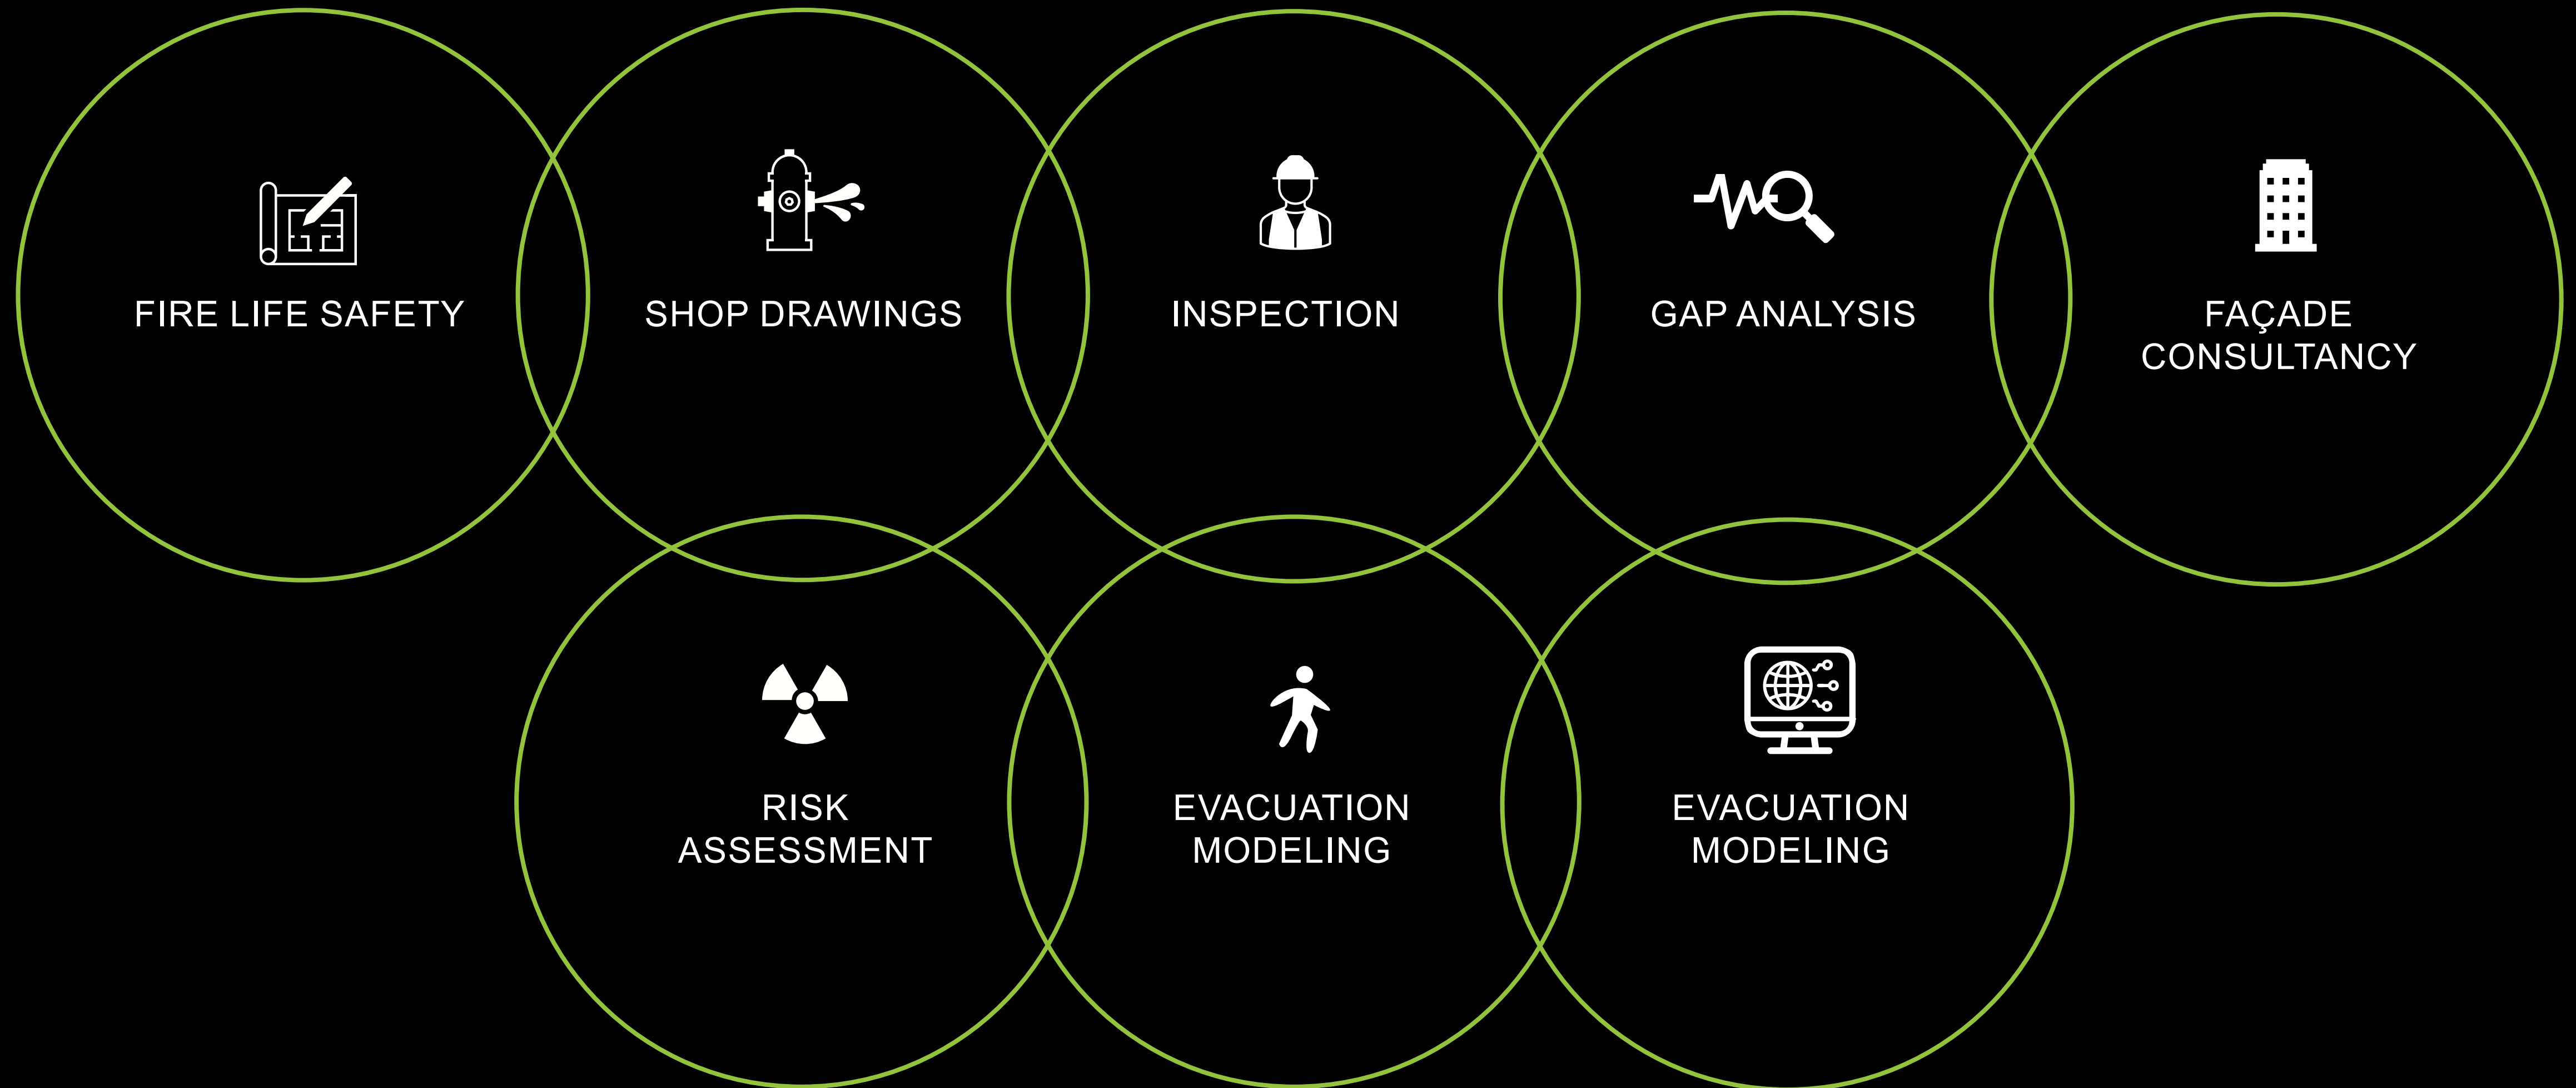 FIRE LIFE SAFETY
SHOP DRAWINGS
INSPECTION
GAP ANALYSIS
FAÇADE
CONSULTANCY
RISK
ASSESSMENT
EVACUATION
MODELING
EVACUATION
MODELING